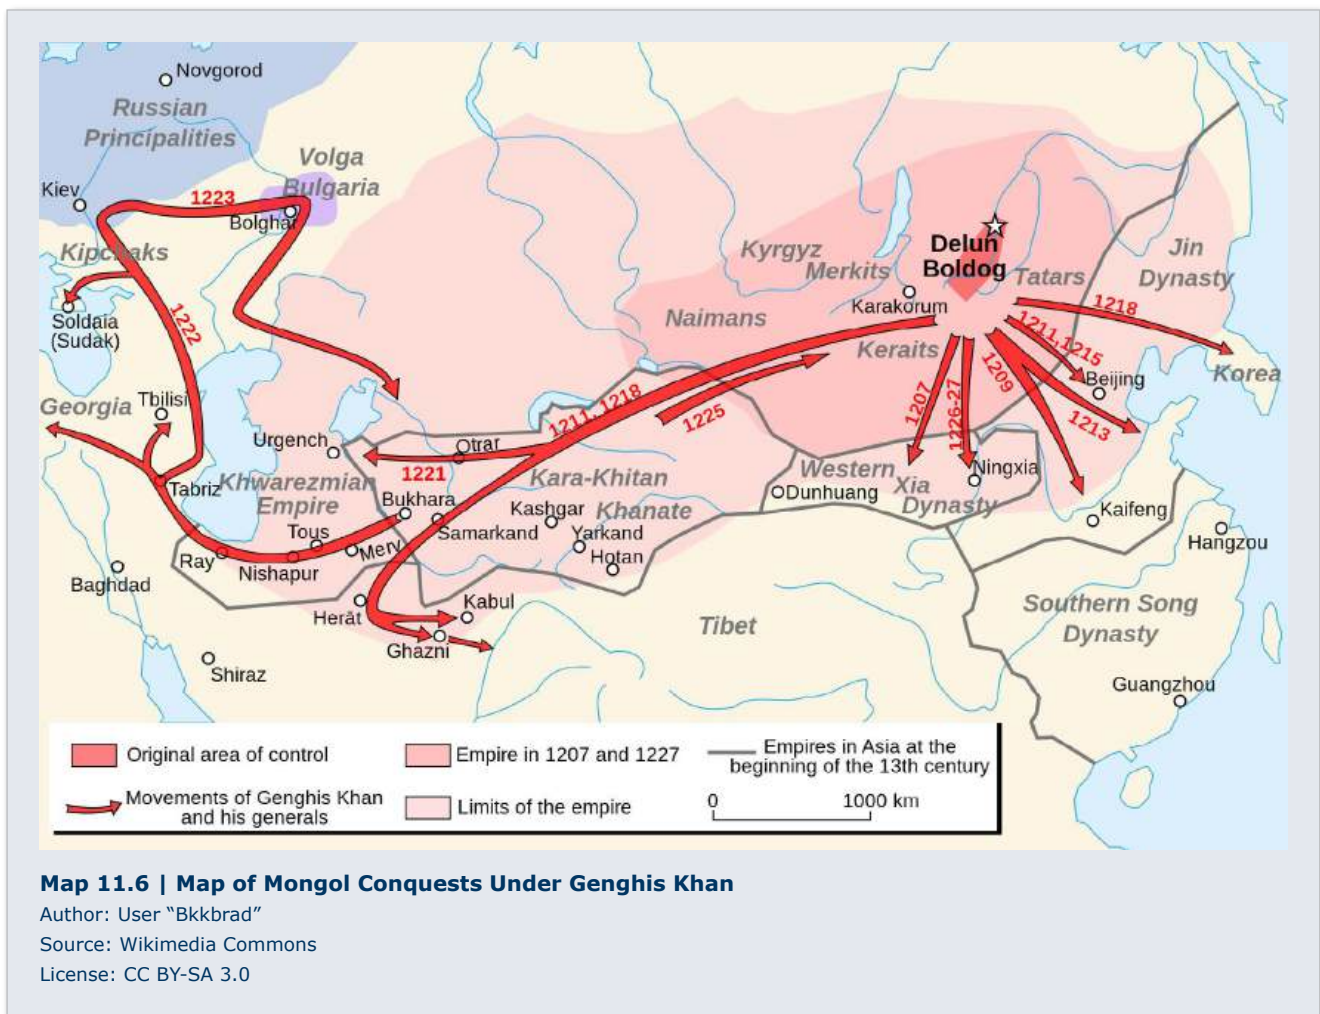 Novgorod
Russian
Principalities
Volga
Bulgaria
Kiev
1223
Bolghar
Kipchaks
Soldaia
(Sudak)
1222
Georgia
Tbilisi
Tabriz
Urgench
Khwarezmian
Empire
Otrar
1221
Bukhara
Samarkand
Tous
Merv
Ray
Nishapur
Baghdad
Shiraz
Herât
Kabul
Ghazni
1211, 1218
1225
Kara-Khitan
Khanate
Kashgar
Yarkand
Hotan
Kyrgyz
Merkits
Naimans
Keraits
Karakorum
Delun
Boldog
Tatars
Jin
Dynasty
1218
1211,1215
1209
1207
1226-27
1213
Beijing
Korea
Western
Xia
Dynasty
Ningxia
Dunhuang
Kaifeng
Hangzou
Tibet
Southern Song
Dynasty
Guangzhou
Original area of control
Movements of Genghis Khan
and his generals
Empire in 1207 and 1227
Limits of the empire
Empires in Asia at the
beginning of the 13th century
0 1000 km
Map 11.6 | Map of Mongol Conquests Under Genghis Khan
Author: User “Bkkbrad”
Source: Wikimedia Commons
License: CC BY-SA 3.0